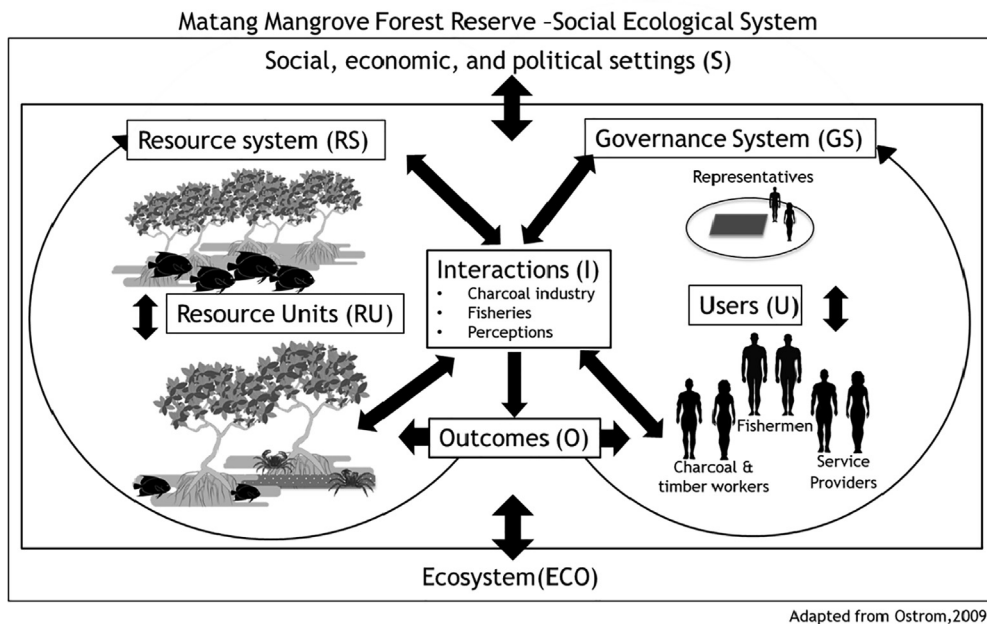 Matang Mangrove Forest Reserve -Social Ecological System
Social, economic, and political settings (S)
Resource system (RS)
Governance System (GS)
Representatives
Interactions (I)
• Charcoal industry
• Fisheries
• Perceptions
Resource Units (RU)
Users (U)
Fishermen
Outcomes (O)
Charcoal &
timber workers
Service
Providers
Ecosystem(ECO)
Adapted from Ostrom,2009